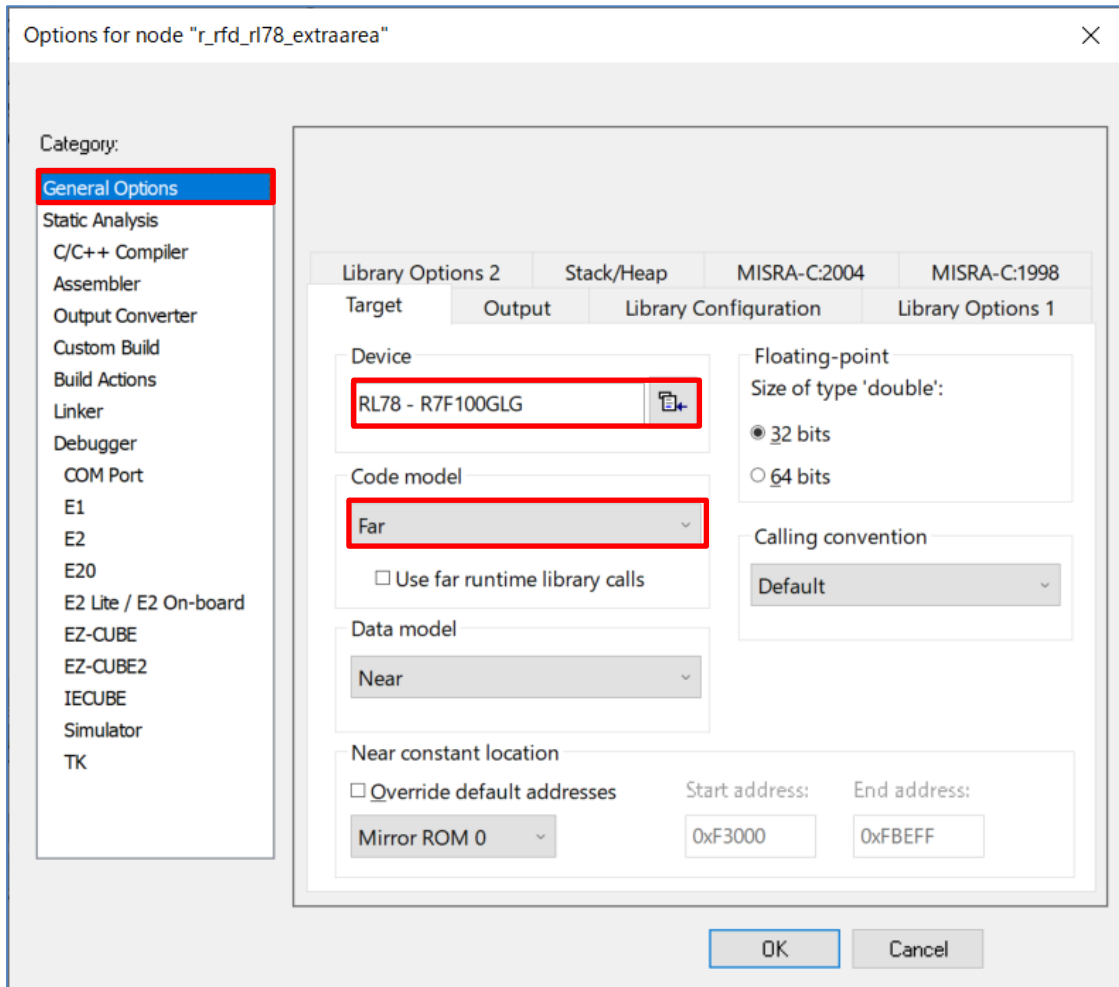 Options for node "r_rfd_rl78_extraarea"
Category:
General Options
Static Analysis
C/C++ Compiler
Assembler
Output Converter
Custom Build
Build Actions
Linker
Debugger
COM Port
E1
E2
E20
E2 Lite / E2 On-board
EZ-CUBE
EZ-CUBE2
IECUBE
Simulator
TK
Library Options 2 Stack/Heap MISRA-C:2004 MISRA-C:1998
Target Output Library Configuration Library Options 1
Device
RL78 - R7F100GLG
Code model
Far
Use far runtime library calls
Data model
Near
Floating-point
Size of type 'double':
32 bits
64 bits
Calling convention
Default
Near constant location
Override default addresses Start address: End address:
Mirror ROM 0 0xF3000 0xFBEFF
OK Cancel